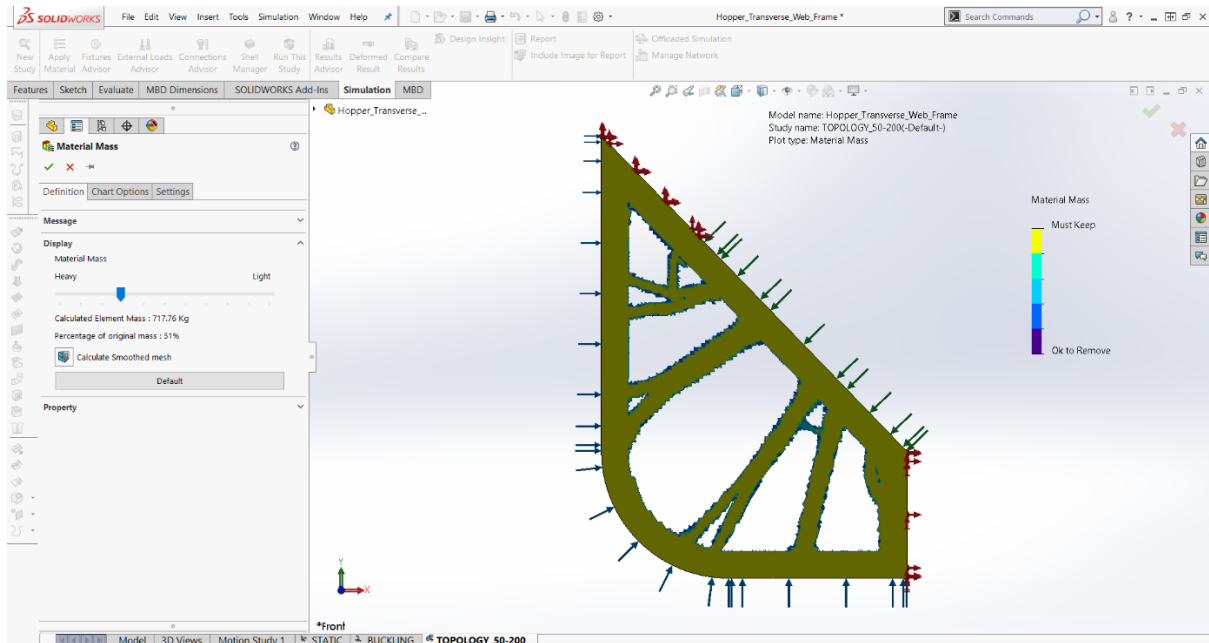 SOLIDWORKS File Edit View Insert Tools Simulation Window Help Hopper_Transverse_Web_Frame * Search Commands ?
New Study Apply Material Fixtures Advisor External Loads Advisor Connections Advisor Shell Manager Run This Study Results Advisor Deformed Result Compare Results
Design Insight Report Offloaded Simulation
Include Image for Report Manage Network
Features Sketch Evaluate MBD Dimensions SOLIDWORKS Add-Ins Simulation MBD
Hopper_Transverse_...
Material Mass
Definition Chart Options Settings
Message
Display
Material Mass
Heavy Light
Calculated Element Mass : 717.76 Kg
Percentage of original mass : 51%
Calculate Smoothed mesh
Default
Property
Model name: Hopper_Transverse_Web_Frame
Study name: TOPOLOGY_50-200(-Default-)
Plot type: Material Mass
Material Mass
Must Keep
Ok to Remove
Y
X
*Front
Model 3D Views Motion Study 1 STATIC BUCKLING TOPOLOGY_50-200